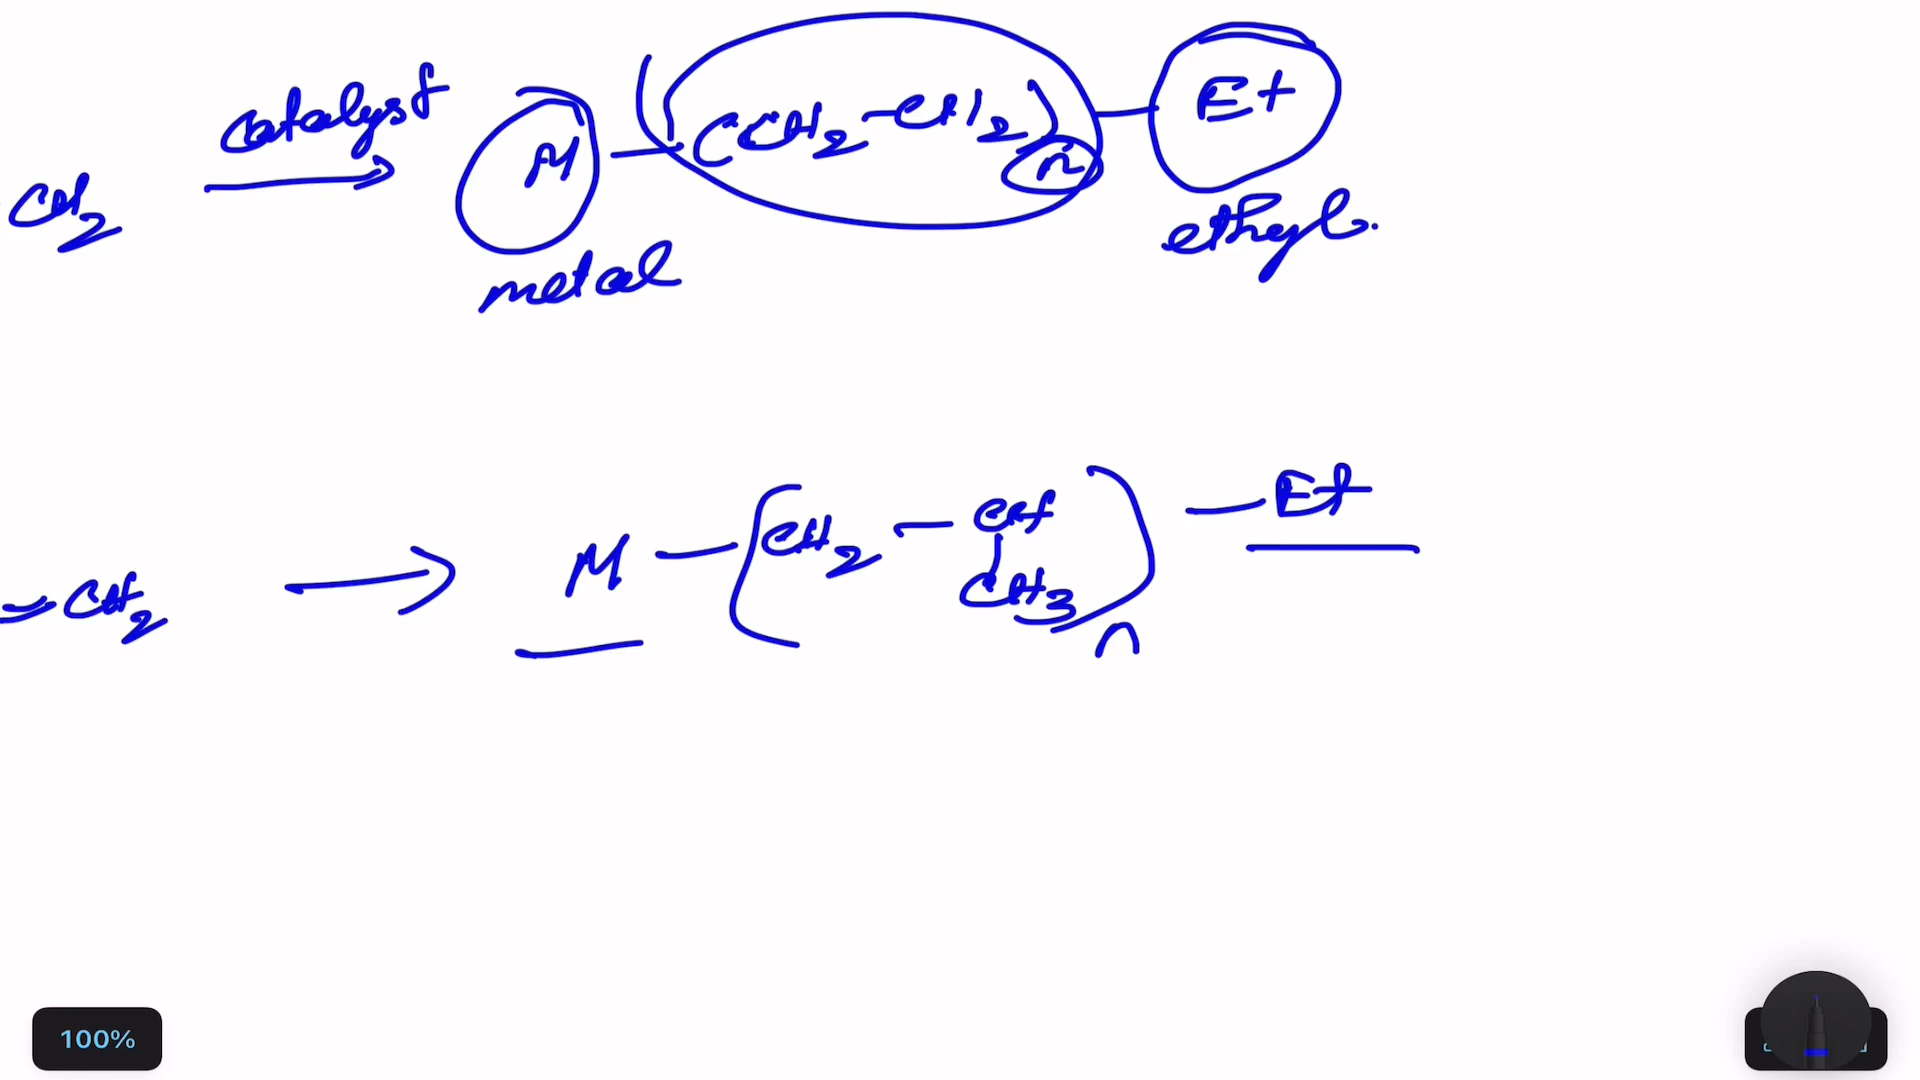 CH2 catalyst M - ((CH2-CH2)n - Et
metal ethyl.
=CH2 → M - (CH2 - CH)n - Et
CH3
100%